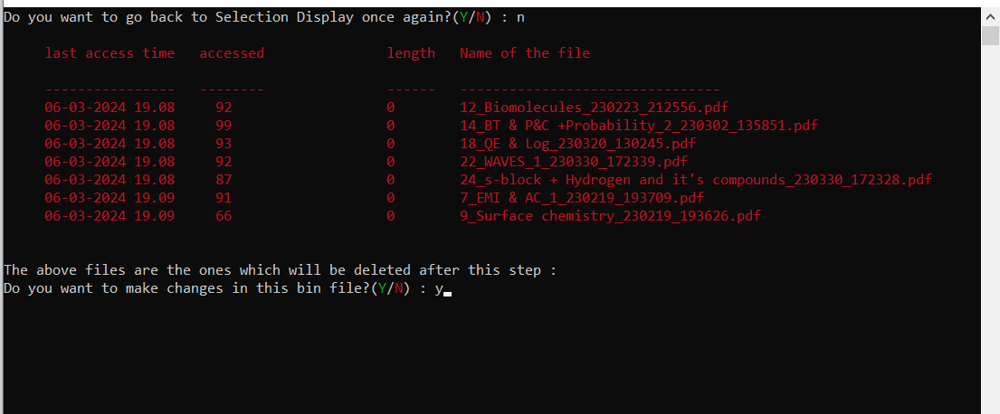 Do you want to go back to Selection Display once again?(Y/N) : n
last access time   accessed               length   Name of the file
----------------   --------               ------   --------------------------------
06-03-2024 19.08     92                   0        12_Biomolecules_230223_212556.pdf
06-03-2024 19.08     99                   0        14_BT & P&C +Probability_2_230302_135851.pdf
06-03-2024 19.08     93                   0        18_QE & Log_230320_130245.pdf
06-03-2024 19.08     92                   0        22_WAVES_1_230330_172339.pdf
06-03-2024 19.08     87                   0        24_s-block + Hydrogen and it's compounds_230330_172328.pdf
06-03-2024 19.09     91                   0        7_EMI & AC_1_230219_193709.pdf
06-03-2024 19.09     66                   0        9_Surface chemistry_230219_193626.pdf
The above files are the ones which will be deleted after this step :
Do you want to make changes in this bin file?(Y/N) : y